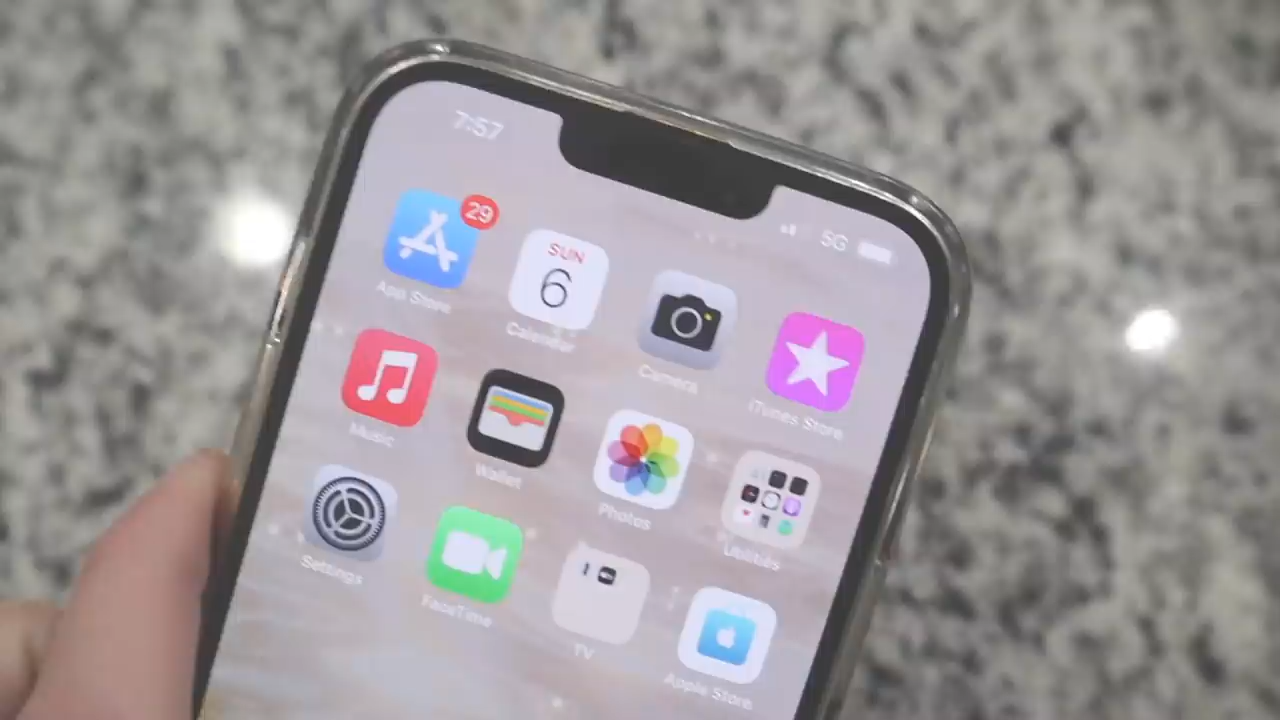 7:57
5G
29
App Store
SUN
6
Calendar
Camera
iTunes Store
Music
Wallet
Photos
Utilities
Settings
FaceTime
TV
Apple Store